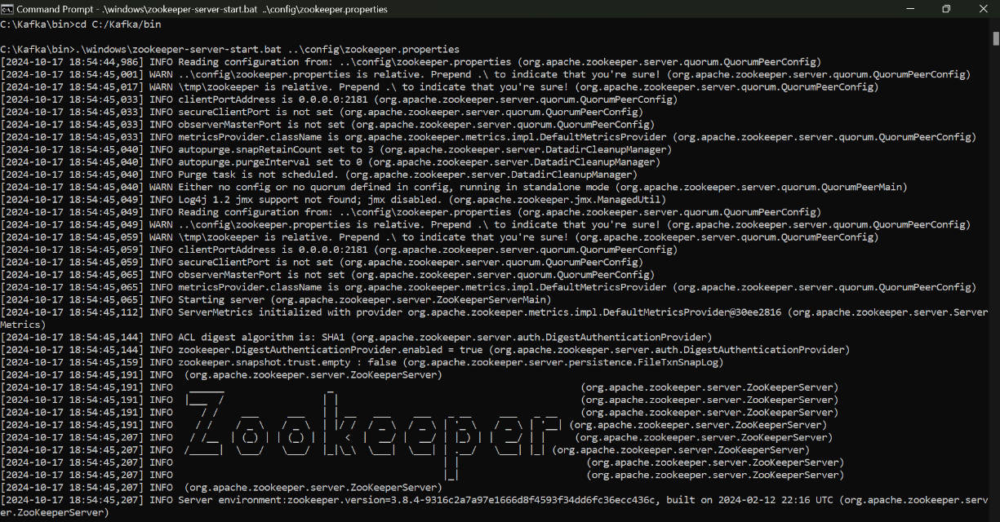 Command Prompt - .\windows\zookeeper-server-start.bat ..\config\zookeeper.properties
C:\Kafka\bin>cd C:/Kafka/bin
C:\Kafka\bin>.\windows\zookeeper-server-start.bat ..\config\zookeeper.properties
[2024-10-17 18:54:44,986] INFO Reading configuration from: ..\config\zookeeper.properties (org.apache.zookeeper.server.quorum.QuorumPeerConfig)
[2024-10-17 18:54:45,001] WARN ..\config\zookeeper.properties is relative. Prepend .\ to indicate that you're sure! (org.apache.zookeeper.server.quorum.QuorumPeerConfig)
[2024-10-17 18:54:45,017] WARN \tmp\zookeeper is relative. Prepend .\ to indicate that you're sure! (org.apache.zookeeper.server.quorum.QuorumPeerConfig)
[2024-10-17 18:54:45,033] INFO clientPortAddress is 0.0.0.0:2181 (org.apache.zookeeper.server.quorum.QuorumPeerConfig)
[2024-10-17 18:54:45,033] INFO secureClientPort is not set (org.apache.zookeeper.server.quorum.QuorumPeerConfig)
[2024-10-17 18:54:45,033] INFO observerMasterPort is not set (org.apache.zookeeper.server.quorum.QuorumPeerConfig)
[2024-10-17 18:54:45,033] INFO metricsProvider.className is org.apache.zookeeper.metrics.impl.DefaultMetricsProvider (org.apache.zookeeper.server.quorum.QuorumPeerConfig)
[2024-10-17 18:54:45,040] INFO autopurge.snapRetainCount set to 3 (org.apache.zookeeper.server.DatadirCleanupManager)
[2024-10-17 18:54:45,040] INFO autopurge.purgeInterval set to 0 (org.apache.zookeeper.server.DatadirCleanupManager)
[2024-10-17 18:54:45,040] INFO Purge task is not scheduled. (org.apache.zookeeper.server.DatadirCleanupManager)
[2024-10-17 18:54:45,040] WARN Either no config or no quorum defined in config, running in standalone mode (org.apache.zookeeper.server.quorum.QuorumPeerMain)
[2024-10-17 18:54:45,049] INFO Log4j 1.2 jmx support not found; jmx disabled. (org.apache.zookeeper.jmx.ManagedUtil)
[2024-10-17 18:54:45,049] INFO Reading configuration from: ..\config\zookeeper.properties (org.apache.zookeeper.server.quorum.QuorumPeerConfig)
[2024-10-17 18:54:45,049] WARN ..\config\zookeeper.properties is relative. Prepend .\ to indicate that you're sure! (org.apache.zookeeper.server.quorum.QuorumPeerConfig)
[2024-10-17 18:54:45,059] WARN \tmp\zookeeper is relative. Prepend .\ to indicate that you're sure! (org.apache.zookeeper.server.quorum.QuorumPeerConfig)
[2024-10-17 18:54:45,059] INFO clientPortAddress is 0.0.0.0:2181 (org.apache.zookeeper.server.quorum.QuorumPeerConfig)
[2024-10-17 18:54:45,059] INFO secureClientPort is not set (org.apache.zookeeper.server.quorum.QuorumPeerConfig)
[2024-10-17 18:54:45,065] INFO observerMasterPort is not set (org.apache.zookeeper.server.quorum.QuorumPeerConfig)
[2024-10-17 18:54:45,065] INFO metricsProvider.className is org.apache.zookeeper.metrics.impl.DefaultMetricsProvider (org.apache.zookeeper.server.quorum.QuorumPeerConfig)
[2024-10-17 18:54:45,065] INFO Starting server (org.apache.zookeeper.server.ZooKeeperServerMain)
[2024-10-17 18:54:45,112] INFO ServerMetrics initialized with provider org.apache.zookeeper.metrics.impl.DefaultMetricsProvider@30ee2816 (org.apache.zookeeper.server.Server
Metrics)
[2024-10-17 18:54:45,144] INFO ACL digest algorithm is: SHA1 (org.apache.zookeeper.server.auth.DigestAuthenticationProvider)
[2024-10-17 18:54:45,144] INFO zookeeper.DigestAuthenticationProvider.enabled = true (org.apache.zookeeper.server.auth.DigestAuthenticationProvider)
[2024-10-17 18:54:45,159] INFO zookeeper.snapshot.trust.empty : false (org.apache.zookeeper.server.persistence.FileTxnSnapLog)
[2024-10-17 18:54:45,191] INFO  (org.apache.zookeeper.server.ZooKeeperServer)
[2024-10-17 18:54:45,191] INFO   ______                  _                                           (org.apache.zookeeper.server.ZooKeeperServer)
[2024-10-17 18:54:45,191] INFO  |___  /                 | |                                          (org.apache.zookeeper.server.ZooKeeperServer)
[2024-10-17 18:54:45,191] INFO     / /    ___     ___   | | __   ___    ___   _ __     ___   _ __    (org.apache.zookeeper.server.ZooKeeperServer)
[2024-10-17 18:54:45,191] INFO    / /    / _ \   / _ \  | |/ /  / _ \  / _ \ | '_ \   / _ \ | '__| (org.apache.zookeeper.server.ZooKeeperServer)
[2024-10-17 18:54:45,207] INFO   / /__  | (_) | | (_) | |   <  |  __/ |  __/ | |_) | |  __/ | |     (org.apache.zookeeper.server.ZooKeeperServer)
[2024-10-17 18:54:45,207] INFO  /_____|  \___/   \___/  |_|\_\  \___|  \___| | .__/   \___| |_| (org.apache.zookeeper.server.ZooKeeperServer)
[2024-10-17 18:54:45,207] INFO                                               | |                      (org.apache.zookeeper.server.ZooKeeperServer)
[2024-10-17 18:54:45,207] INFO                                               |_|                      (org.apache.zookeeper.server.ZooKeeperServer)
[2024-10-17 18:54:45,207] INFO  (org.apache.zookeeper.server.ZooKeeperServer)
[2024-10-17 18:54:45,207] INFO Server environment:zookeeper.version=3.8.4-9316c2a7a97e1666d8f4593f34dd6fc36ecc436c, built on 2024-02-12 22:16 UTC (org.apache.zookeeper.serv
er.ZooKeeperServer)